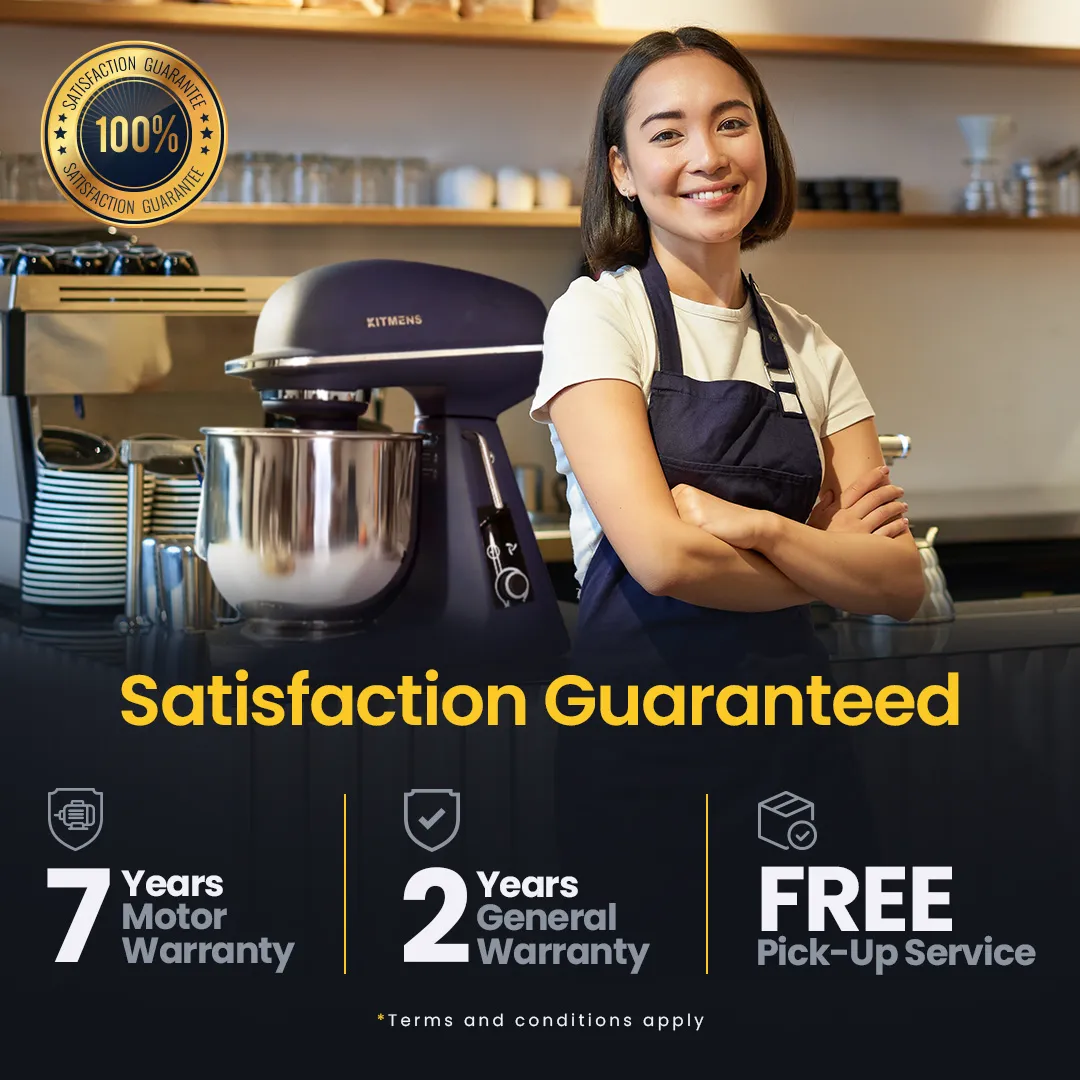 SATISFACTION GUARANTEE
100%
SATISFACTION GUARANTEE
KITMENS
Satisfaction Guaranteed
7 Years
Motor
Warranty
2 Years
General
Warranty
FREE
Pick-Up Service
*Terms and conditions apply